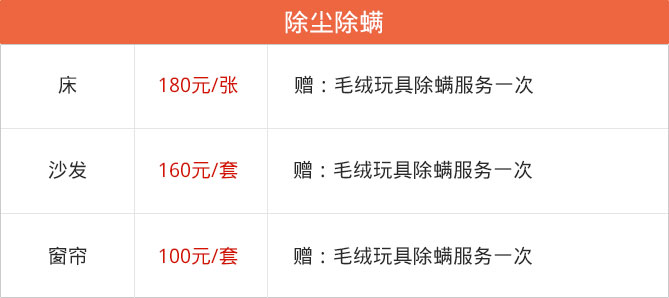 除尘除螨
床 180元/张 赠：毛绒玩具除螨服务一次
沙发 160元/套 赠：毛绒玩具除螨服务一次
窗帘 100元/套 赠：毛绒玩具除螨服务一次